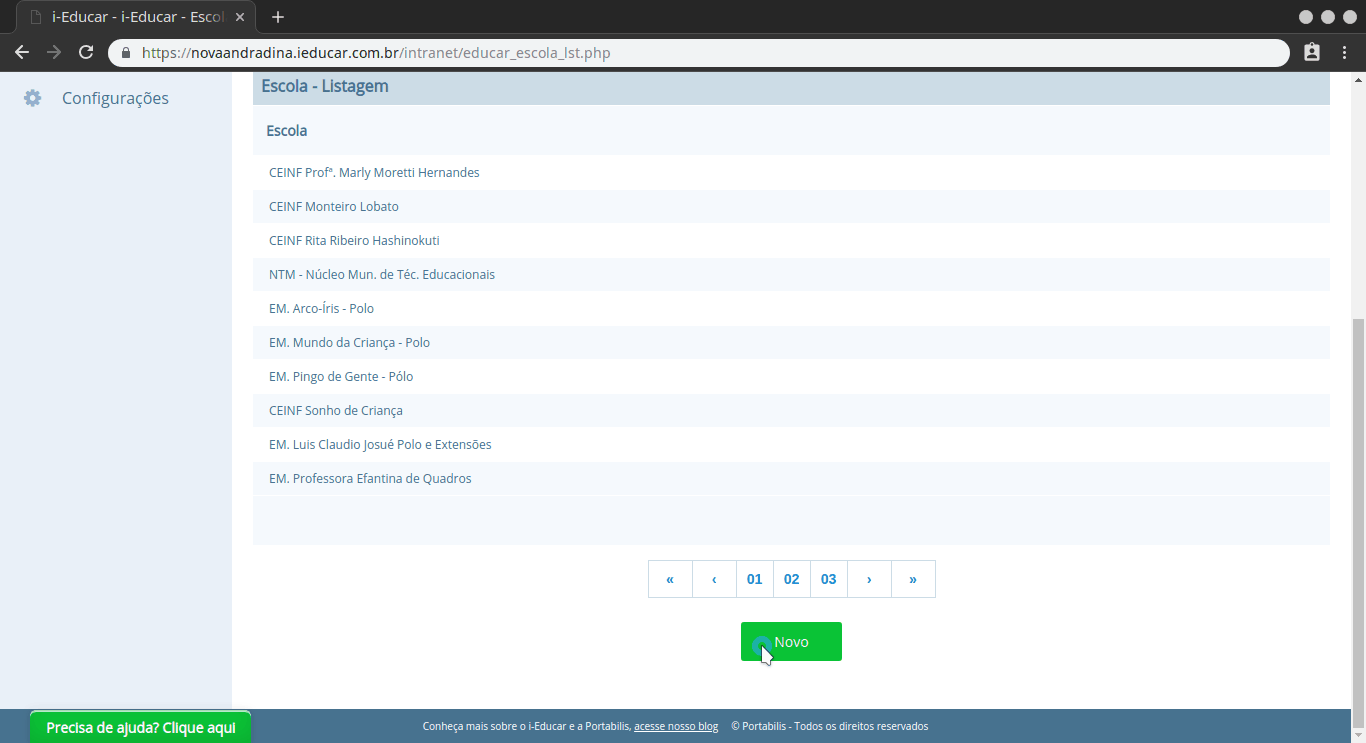 i-Educar - i-Educar - Escol
https://novaandradina.ieducar.com.br/intranet/educar_escola_lst.php
Configurações
Escola - Listagem
Escola
CEINF Profª. Marly Moretti Hernandes
CEINF Monteiro Lobato
CEINF Rita Ribeiro Hashinokuti
NTM - Núcleo Mun. de Téc. Educacionais
EM. Arco-Íris - Polo
EM. Mundo da Criança - Polo
EM. Pingo de Gente - Pólo
CEINF Sonho de Criança
EM. Luis Claudio Josué Polo e Extensões
EM. Professora Efantina de Quadros
« ‹ 01 02 03 › »
Novo
Precisa de ajuda? Clique aqui
Conheça mais sobre o i-Educar e a Portabilis, acesse nosso blog © Portabilis - Todos os direitos reservados